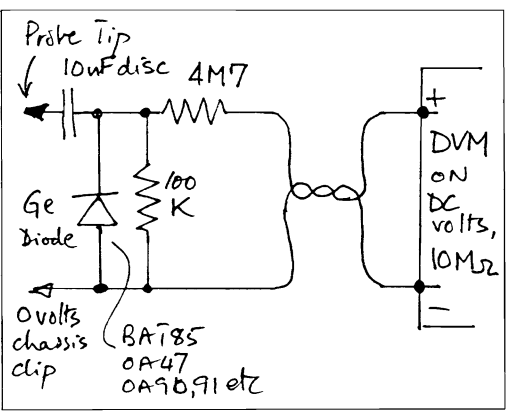 Probe Tip
10nF disc
4M7
+
DVM
ON
DC
volts,
10MΩ
100
K
Ge
Diode
0 volts
chassis
clip
BAT85
OA47
OA90,91 etc
−